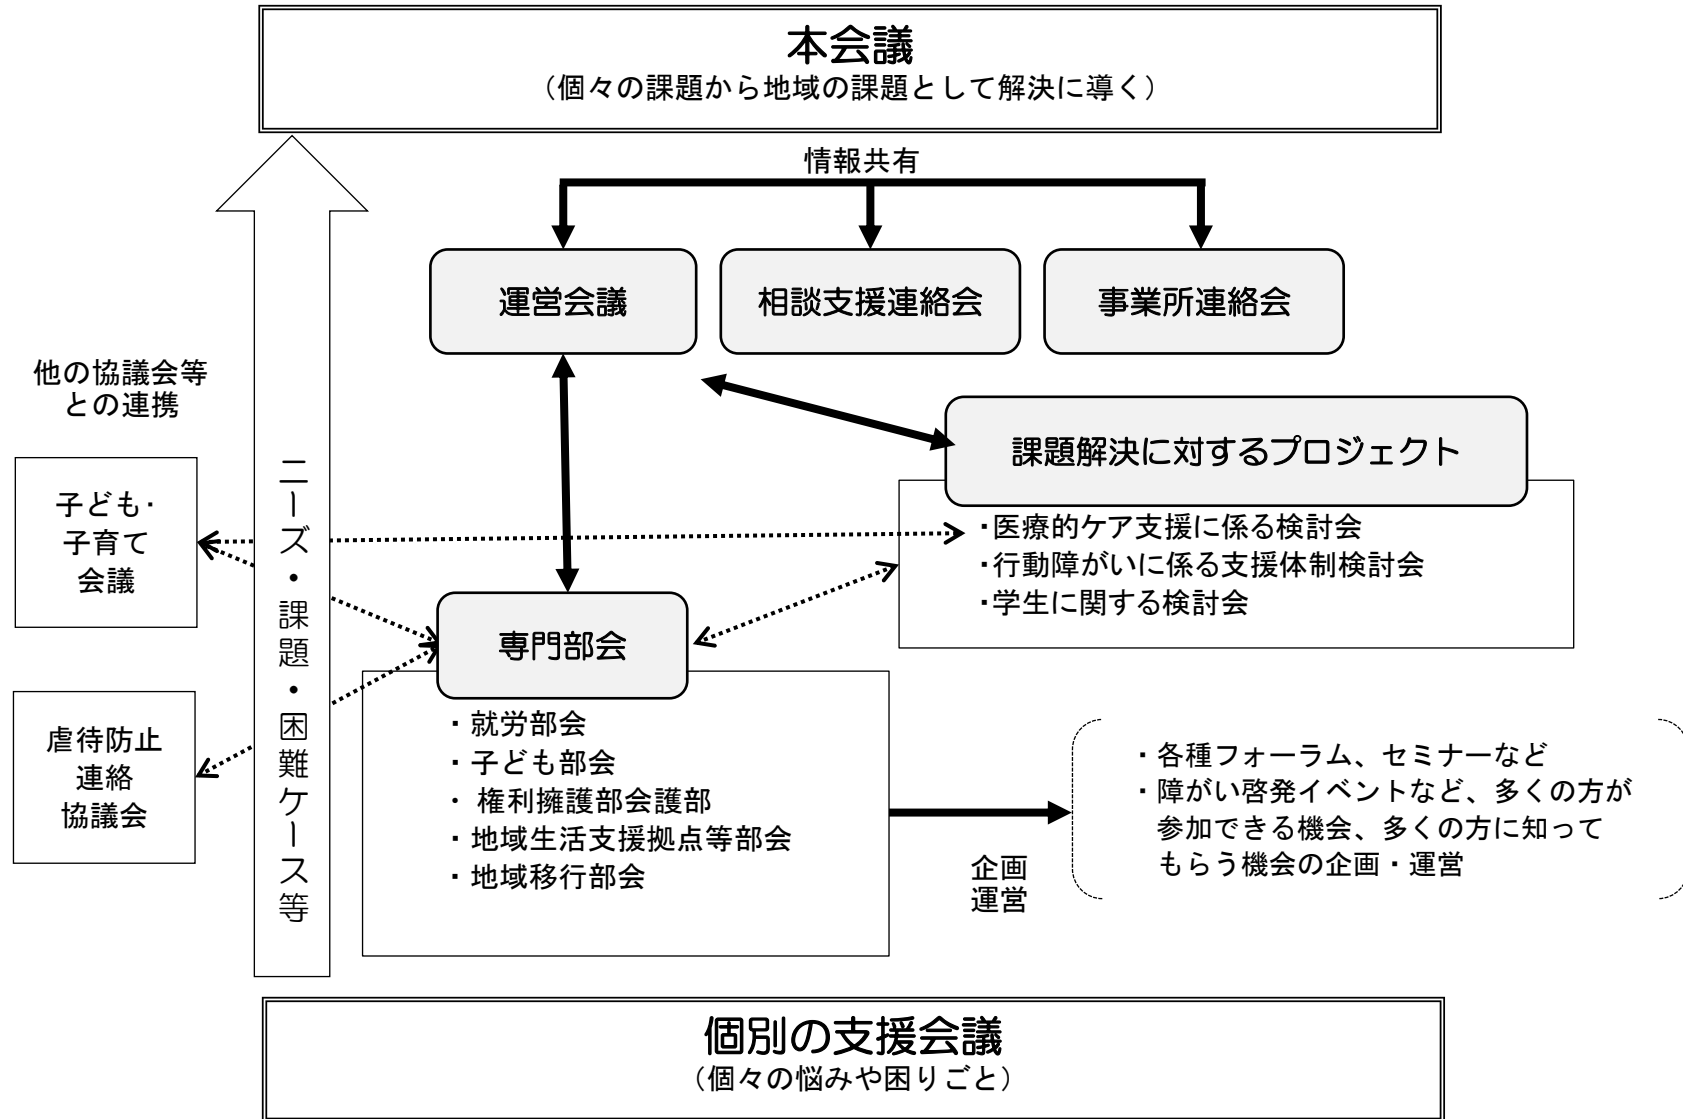 本会議
（個々の課題から地域の課題として解決に導く）
情報共有
運営会議
相談支援連絡会
事業所連絡会
他の協議会等
との連携
課題解決に対するプロジェクト
・医療的ケア支援に係る検討会
・行動障がいに係る支援体制検討会
・学生に関する検討会
子ども・
子育て
会議
ニーズ・課題・困難ケース等
専門部会
・就労部会
・子ども部会
・権利擁護部会護部
・地域生活支援拠点等部会
・地域移行部会
虐待防止
連絡
協議会
企画
運営
・各種フォーラム、セミナーなど
・障がい啓発イベントなど、多くの方が
参加できる機会、多くの方に知って
もらう機会の企画・運営
個別の支援会議
（個々の悩みや困りごと）